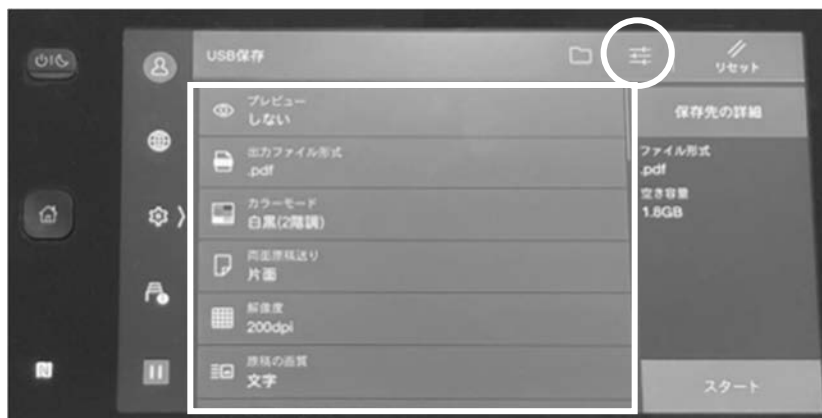 USB保存
リセット
プレビュー
しない
出力ファイル形式
.pdf
カラーモード
白黒(2階調)
両面原稿送り
片面
解像度
200dpi
原稿の画質
文字
保存先の詳細
ファイル形式
.pdf
空き容量
1.8GB
スタート